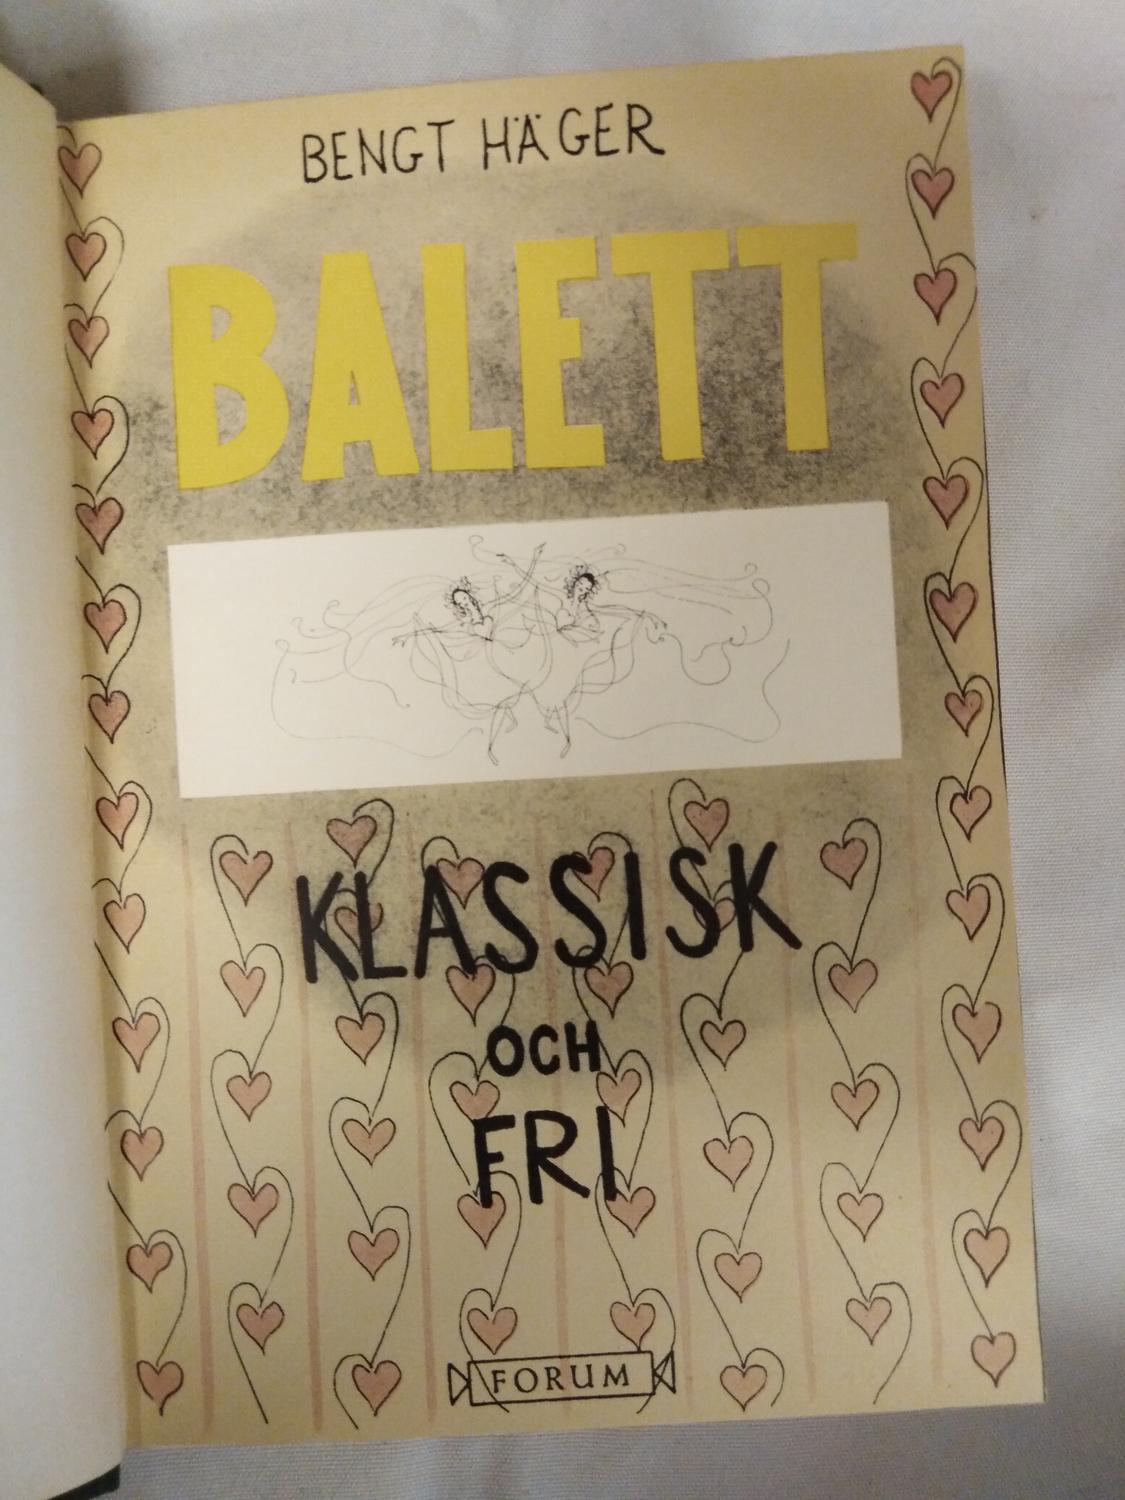 BENGT HÄGER
BALETT
KLASSISK
OCH
FRI
FORUM